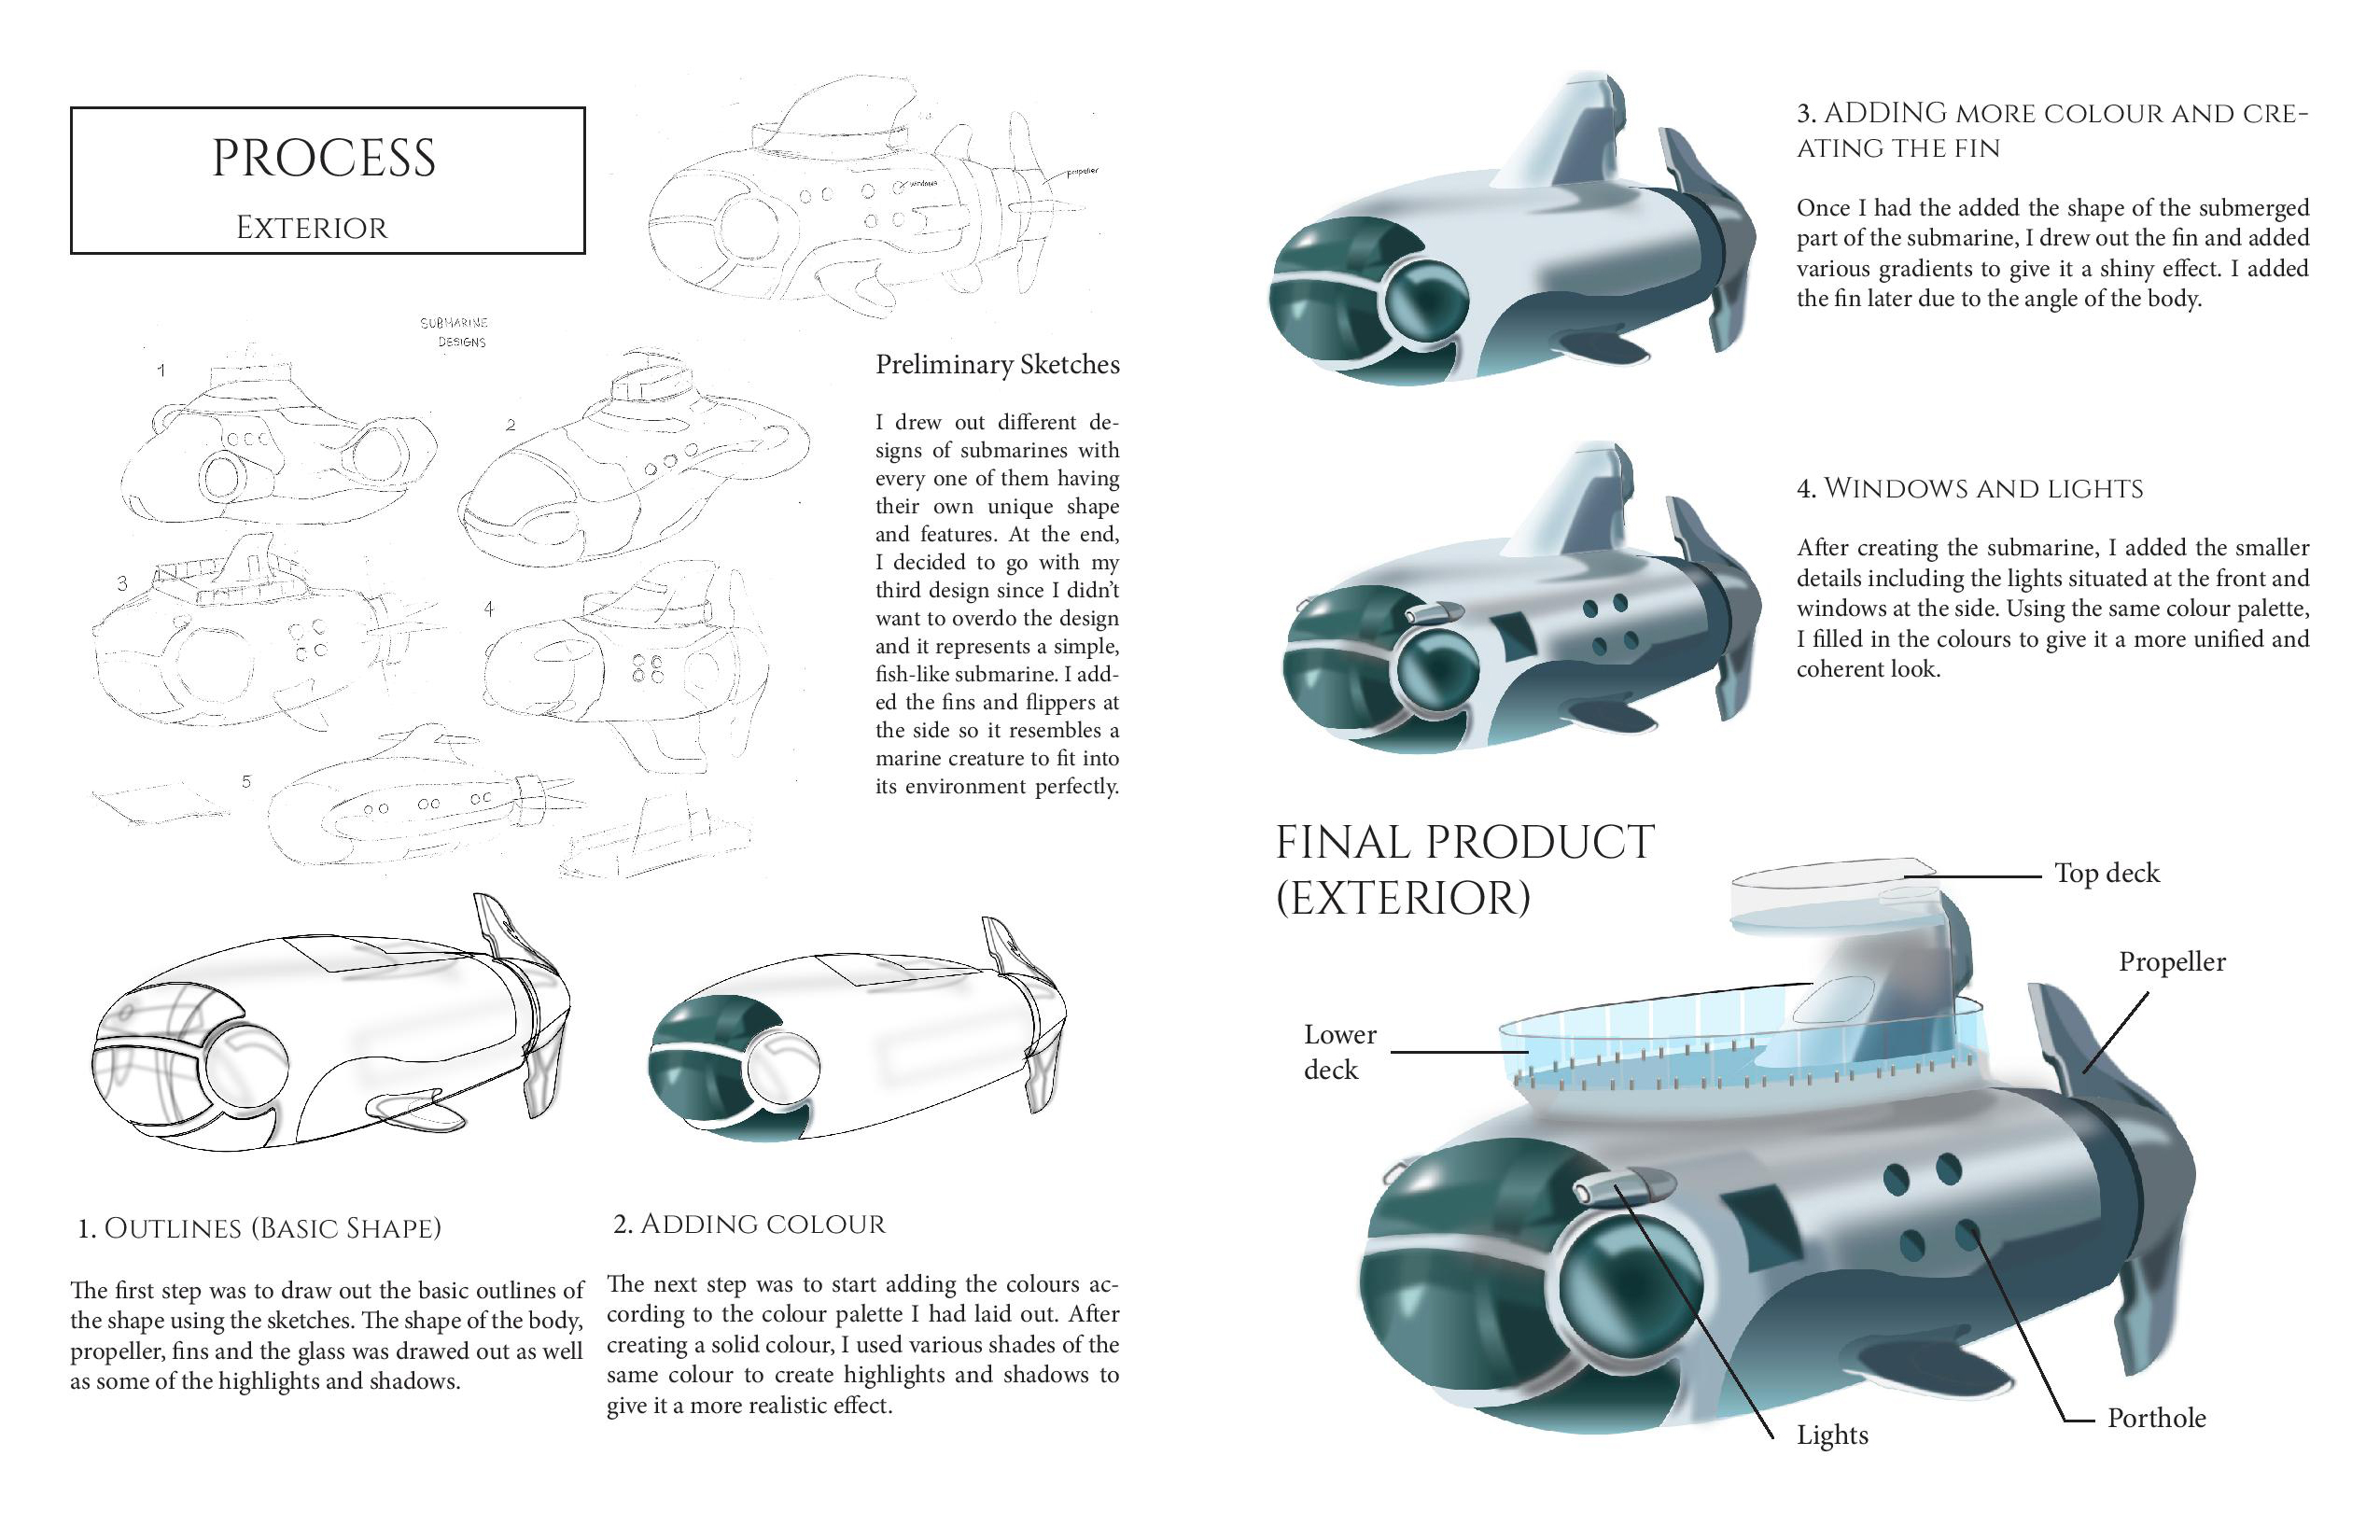 PROCESS
EXTERIOR
windows
propeller
SUBMARINE
DESIGNS
1
2
3
4
5
Preliminary Sketches
I drew out different de-
signs of submarines with
every one of them having
their own unique shape
and features. At the end,
I decided to go with my
third design since I didn't
want to overdo the design
and it represents a simple,
fish-like submarine. I add-
ed the fins and flippers at
the side so it resembles a
marine creature to fit into
its environment perfectly.
1. OUTLINES (BASIC SHAPE)
The first step was to draw out the basic outlines of
the shape using the sketches. The shape of the body,
propeller, fins and the glass was drawed out as well
as some of the highlights and shadows.
2. ADDING COLOUR
The next step was to start adding the colours ac-
cording to the colour palette I had laid out. After
creating a solid colour, I used various shades of the
same colour to create highlights and shadows to
give it a more realistic effect.
3. ADDING MORE COLOUR AND CRE-
ATING THE FIN
Once I had the added the shape of the submerged
part of the submarine, I drew out the fin and added
various gradients to give it a shiny effect. I added
the fin later due to the angle of the body.
4. WINDOWS AND LIGHTS
After creating the submarine, I added the smaller
details including the lights situated at the front and
windows at the side. Using the same colour palette,
I filled in the colours to give it a more unified and
coherent look.
FINAL PRODUCT
(EXTERIOR)
Top deck
Propeller
Lower
deck
Porthole
Lights